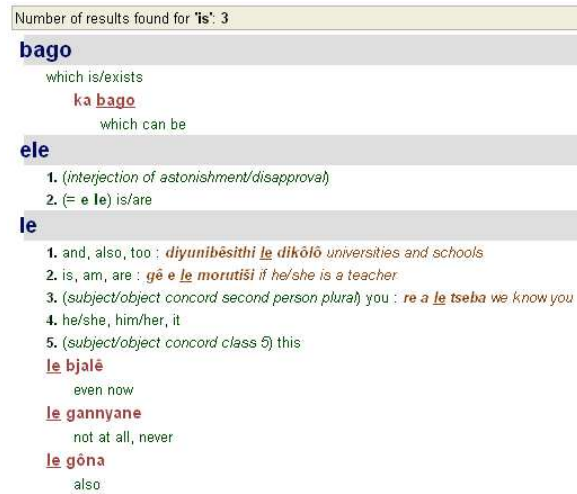 Number of results found for 'is': 3
bago
which is/exists
ka bago
which can be
ele
1. (interjection of astonishment/disapproval)
2. (= e le) is/are
le
1. and, also, too : diyunibêsithi le dikôlô universities and schools
2. is, am, are : gê e le morutiši if he/she is a teacher
3. (subject/object concord second person plural) you : re a le tseba we know you
4. he/she, him/her, it
5. (subject/object concord class 5) this
le bjalê
even now
le gannyane
not at all, never
le gôna
also